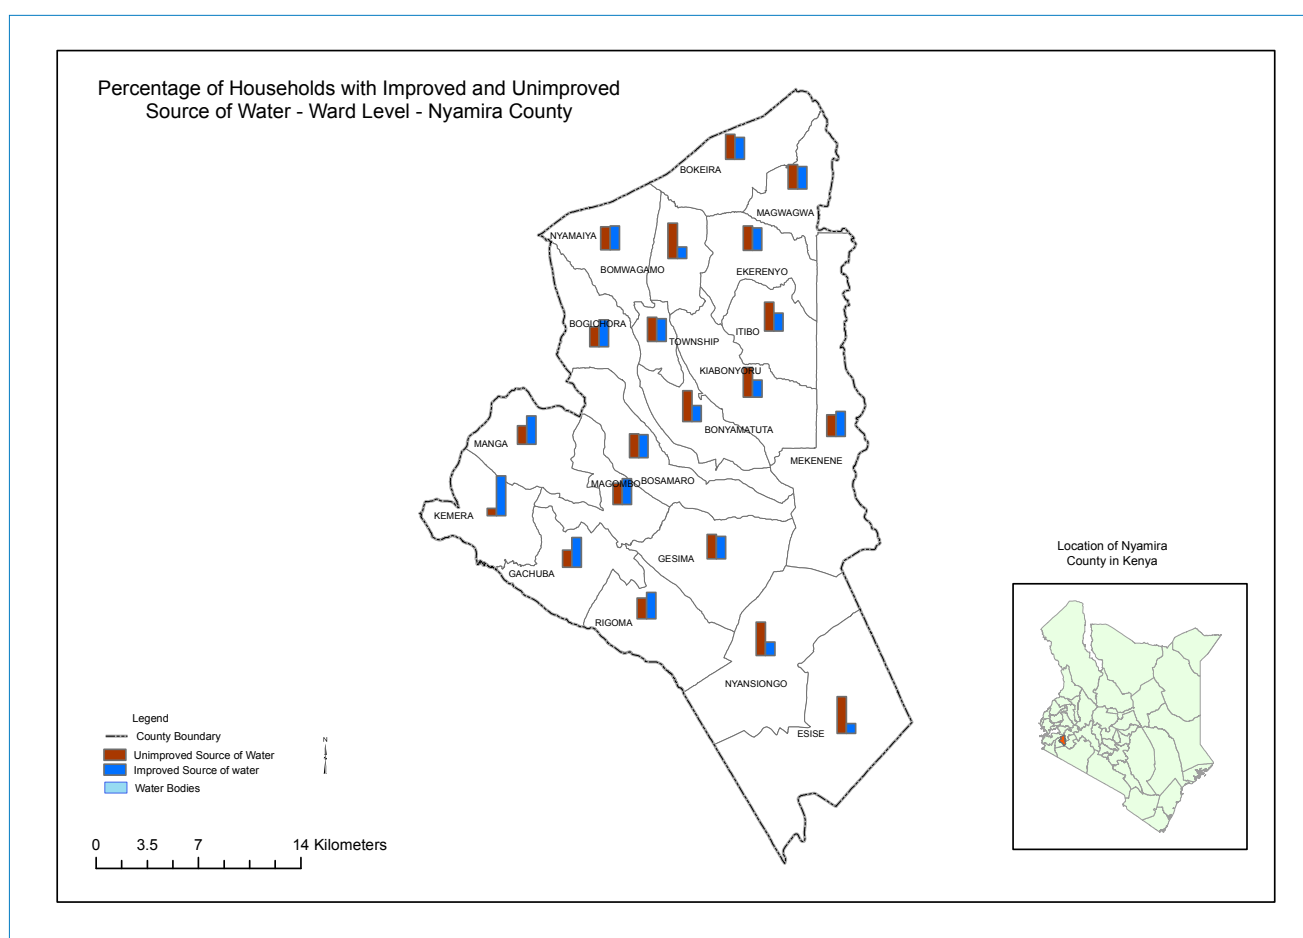 Percentage of Households with Improved and Unimproved
Source of Water - Ward Level - Nyamira County
BOKEIRA
MAGWAGWA
NYAMAIYA
BOMWAGAMO
EKERENYO
BOGICHORA
TOWNSHIP
ITIBO
KIABONYORU
BONYAMATUTA
MANGA
MEKENENE
MAGOMBO
BOSAMARO
KEMERA
GESIMA
GACHUBA
RIGOMA
NYANSIONGO
ESISE
Location of Nyamira
County in Kenya
Legend
County Boundary
Unimproved Source of Water
Improved Source of water
Water Bodies
N
0 3.5 7 14 Kilometers